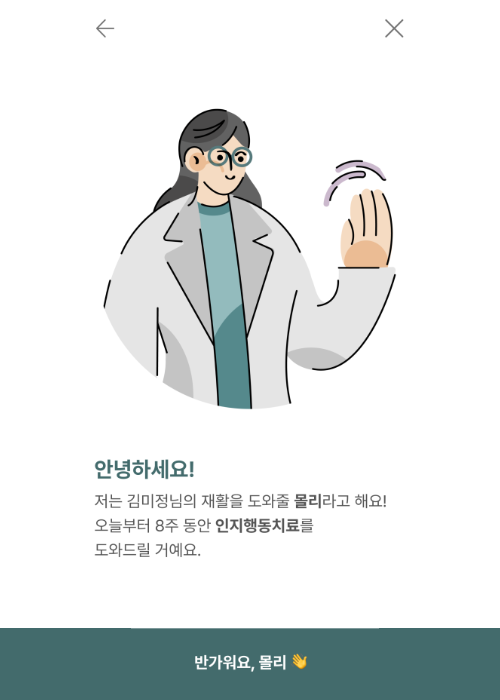 안녕하세요!
저는 김미정님의 재활을 도와줄 몰리라고 해요!
오늘부터 8주 동안 인지행동치료를
도와드릴 거예요.
반가워요, 몰리 👋